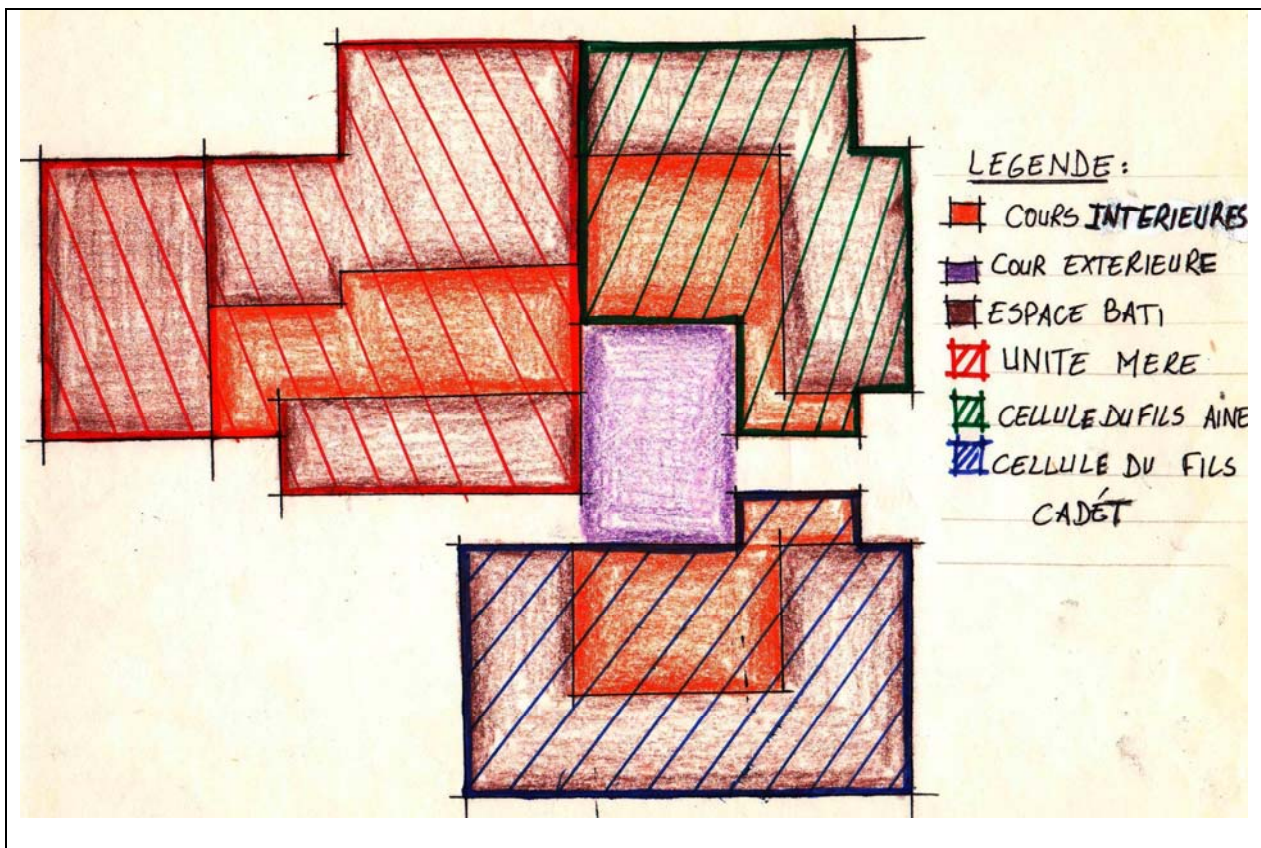 LEGENDE :
COURS INTERIEURES
COUR EXTERIEURE
ESPACE BATI
UNITE MERE
CELLULE DU FILS AINE
CELLULE DU FILS
CADÉT